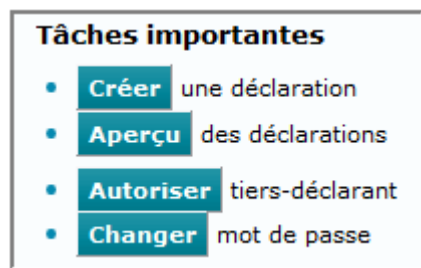 Tâches importantes
Créer une déclaration
Aperçu des déclarations
Autoriser tiers-déclarant
Changer mot de passe